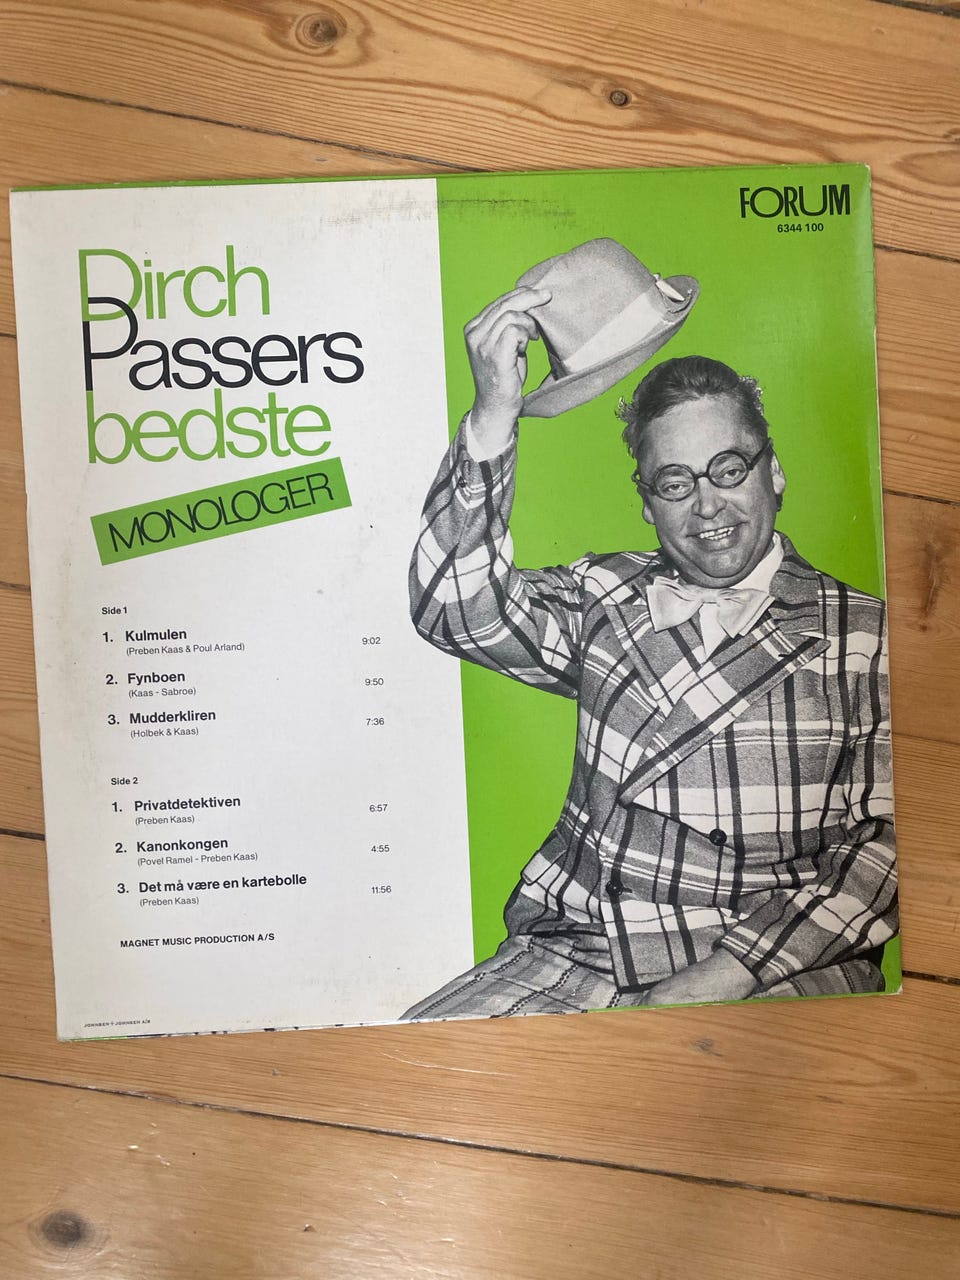 FORUM
6344 100
Dirch
Passers
bedste
MONOLOGER
Side 1
1. Kulmulen 9:02
(Preben Kaas & Poul Arland)
2. Fynboen 9:50
(Kaas - Sabroe)
3. Mudderkliren 7:36
(Holbek & Kaas)
Side 2
1. Privatdetektiven 6:57
(Preben Kaas)
2. Kanonkongen 4:55
(Povel Ramel - Preben Kaas)
3. Det må være en kartebolle 11:56
(Preben Kaas)
MAGNET MUSIC PRODUCTION A/S
JOHNSEN + JOHNSEN A/S